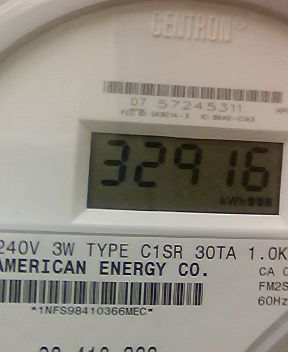 CENTRON®
07 57245311
32916
kWh
240V 3W TYPE C1SR 30TA 1.0K
AMERICAN ENERGY CO.
CA 0
FM2S
60Hz
*1NFS98410366MEC*